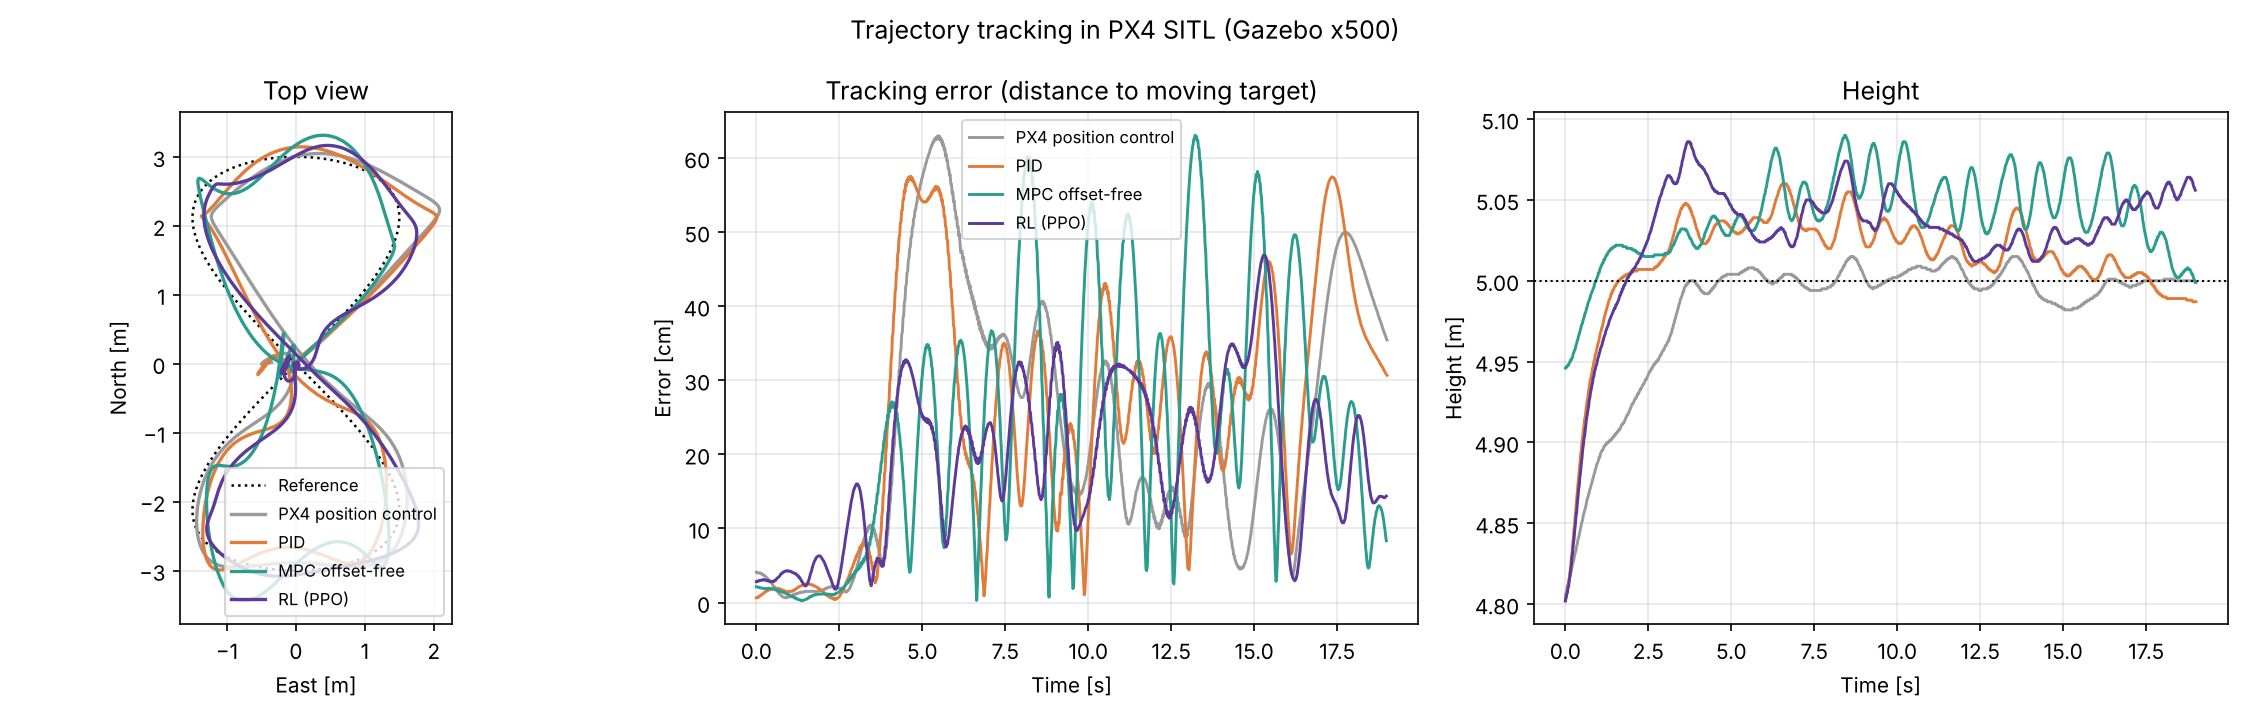 Trajectory tracking in PX4 SITL (Gazebo x500)
Top view
3
2
1
0
−1
−2
−3
North [m]
−1
0
1
2
East [m]
Reference
PX4 position control
PID
MPC offset-free
RL (PPO)
Tracking error (distance to moving target)
60
50
40
30
20
10
0
Error [cm]
0.0
2.5
5.0
7.5
10.0
12.5
15.0
17.5
Time [s]
PX4 position control
PID
MPC offset-free
RL (PPO)
Height
5.10
5.05
5.00
4.95
4.90
4.85
4.80
Height [m]
0.0
2.5
5.0
7.5
10.0
12.5
15.0
17.5
Time [s]